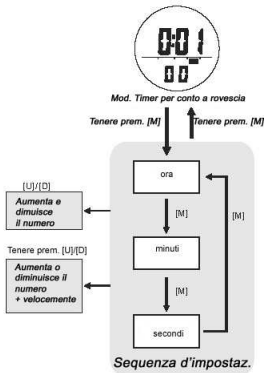 0:01
00
Mod. Timer per conto a rovescia
Tenere prem. [M]
Tenere prem. [M]
ora
[U]/[D]
Aumenta e
dimuisce
il numero
[M]
[M]
minuti
Tenere prem. [U]/[D]
Aumenta o
diminuisce il
numero
+ velocemente
[M]
secondi
Sequenza d'impostaz.